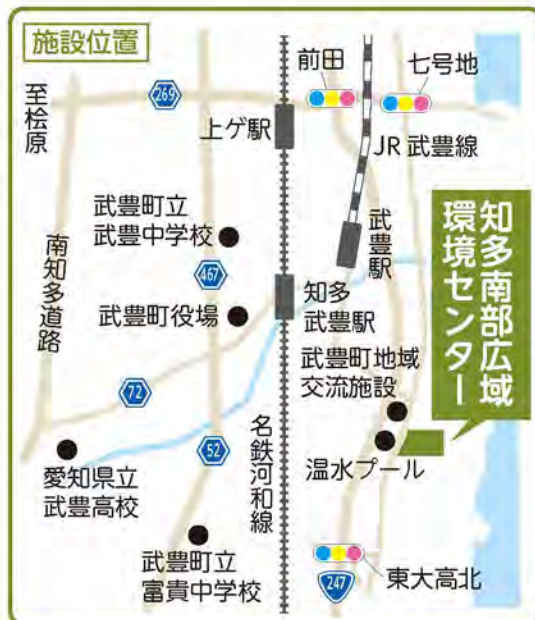 施設位置
前田
七号地
269
至桧原
上ゲ駅
JR武豊線
武豊町立
武豊中学校
武豊駅
知多南部広域
環境センター
南知多道路
467
知多
武豊駅
武豊町役場
武豊町地域
交流施設
72
名鉄河和線
52
温水プール
愛知県立
武豊高校
武豊町立
富貴中学校
247
東大高北